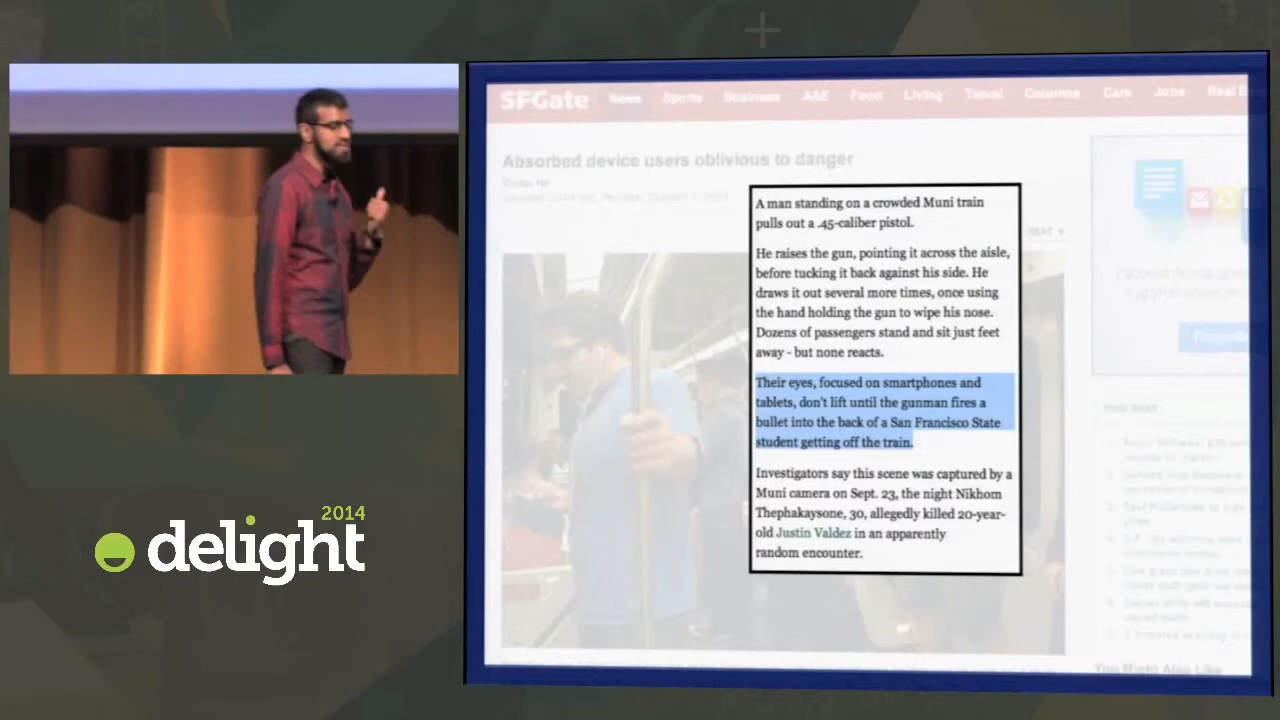 SFGate News Sports Business A&E Food Living Travel Columns Cars Jobs Real
Absorbed device users oblivious to danger
NEXT
A man standing on a crowded Muni train
pulls out a .45-caliber pistol.
He raises the gun, pointing it across the aisle,
before tucking it back against his side. He
draws it out several more times, once using
the hand holding the gun to wipe his nose.
Dozens of passengers stand and sit just feet
away - but none reacts.
Their eyes, focused on smartphones and
tablets, don't lift until the gunman fires a
bullet into the back of a San Francisco State
student getting off the train.
Investigators say this scene was captured by a
Muni camera on Sept. 23, the night Nikhom
Thephakaysone, 30, allegedly killed 20-year-
old Justin Valdez in an apparently
random encounter.
You Might Also Like
2014
delight